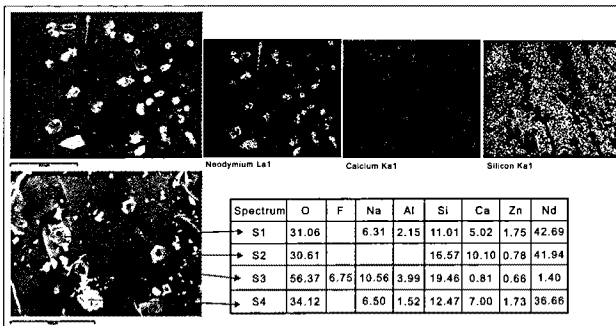 Neodymium La1 Calcium Ka1 Silicon Ka1
Spectrum O F Na Al Si Ca Zn Nd
S1 31.06 6.31 2.15 11.01 5.02 1.75 42.69
S2 30.61 16.57 10.10 0.78 41.94
S3 56.37 6.75 10.56 3.99 19.46 0.81 0.66 1.40
S4 34.12 6.50 1.52 12.47 7.00 1.73 36.66